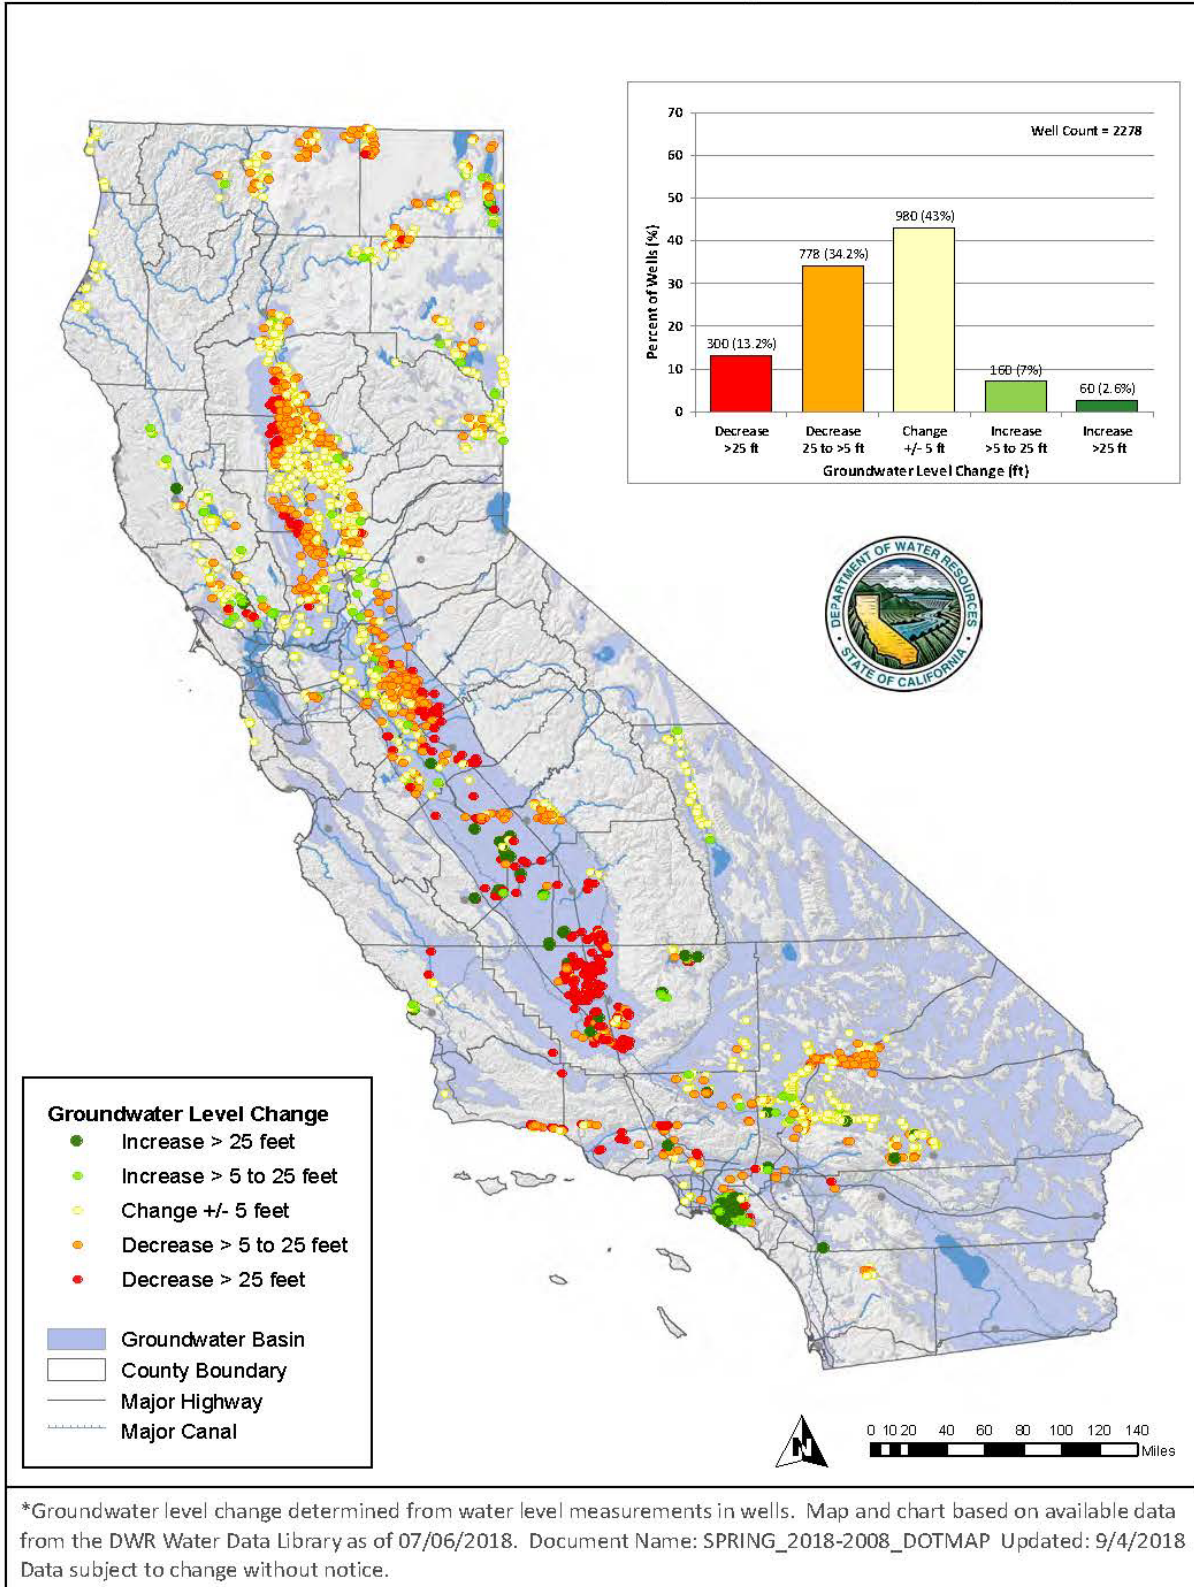 70
60
50
40
30
20
10
0
Percent of Wells (%)
Well Count = 2278
300 (13.2%)
778 (34.2%)
980 (43%)
160 (7%)
60 (2.6%)
Decrease
>25 ft
Decrease
25 to >5 ft
Change
+/- 5 ft
Increase
>5 to 25 ft
Increase
>25 ft
Groundwater Level Change (ft)
DEPARTMENT OF WATER RESOURCES
STATE OF CALIFORNIA
Groundwater Level Change
Increase > 25 feet
Increase > 5 to 25 feet
Change +/- 5 feet
Decrease > 5 to 25 feet
Decrease > 25 feet
Groundwater Basin
County Boundary
Major Highway
Major Canal
N
0 10 20 40 60 80 100 120 140
Miles
*Groundwater level change determined from water level measurements in wells. Map and chart based on available data
from the DWR Water Data Library as of 07/06/2018. Document Name: SPRING_2018-2008_DOTMAP Updated: 9/4/2018
Data subject to change without notice.